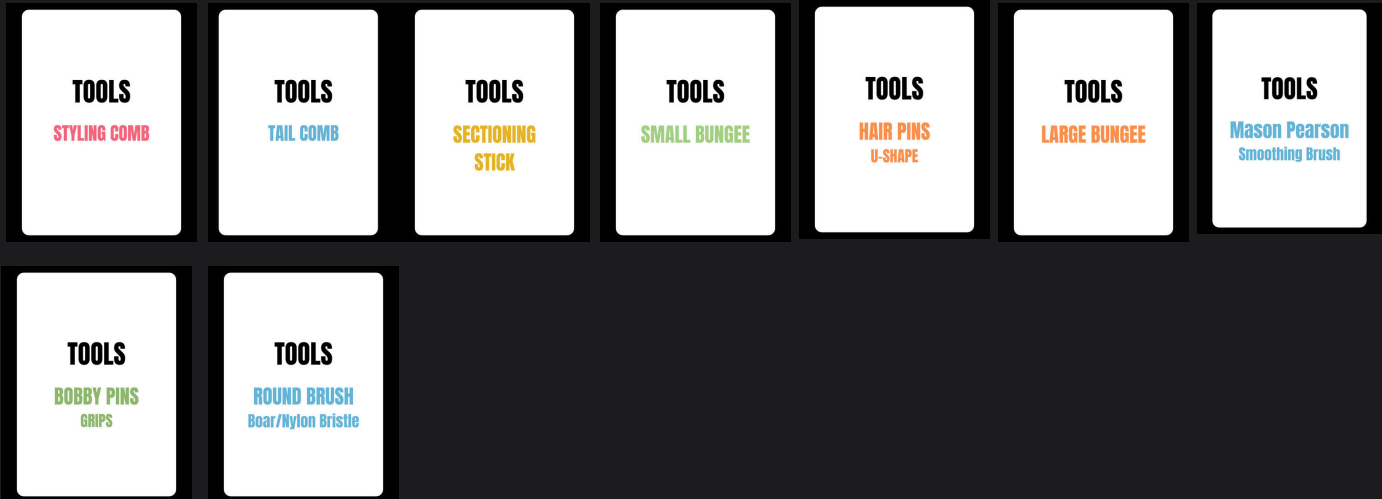 TOOLS
STYLING COMB
TOOLS
TAIL COMB
TOOLS
SECTIONING
STICK
TOOLS
SMALL BUNGEE
TOOLS
HAIR PINS
U-SHAPE
TOOLS
LARGE BUNGEE
TOOLS
Mason Pearson
Smoothing Brush
TOOLS
BOBBY PINS
GRIPS
TOOLS
ROUND BRUSH
Boar/Nylon Bristle